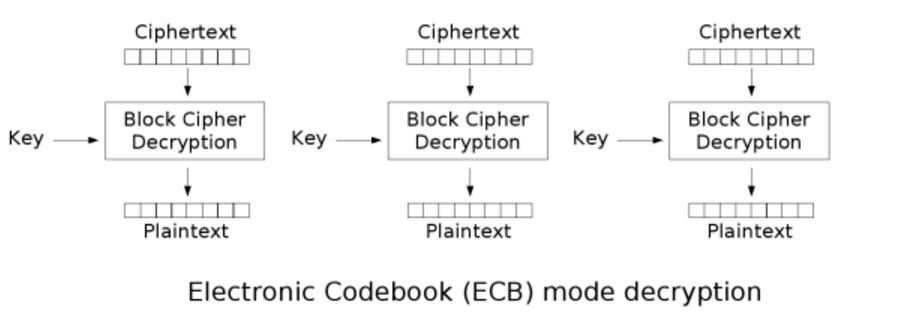 Ciphertext Ciphertext Ciphertext
Key Block Cipher Decryption Key Block Cipher Decryption Key Block Cipher Decryption
Plaintext Plaintext Plaintext
Electronic Codebook (ECB) mode decryption